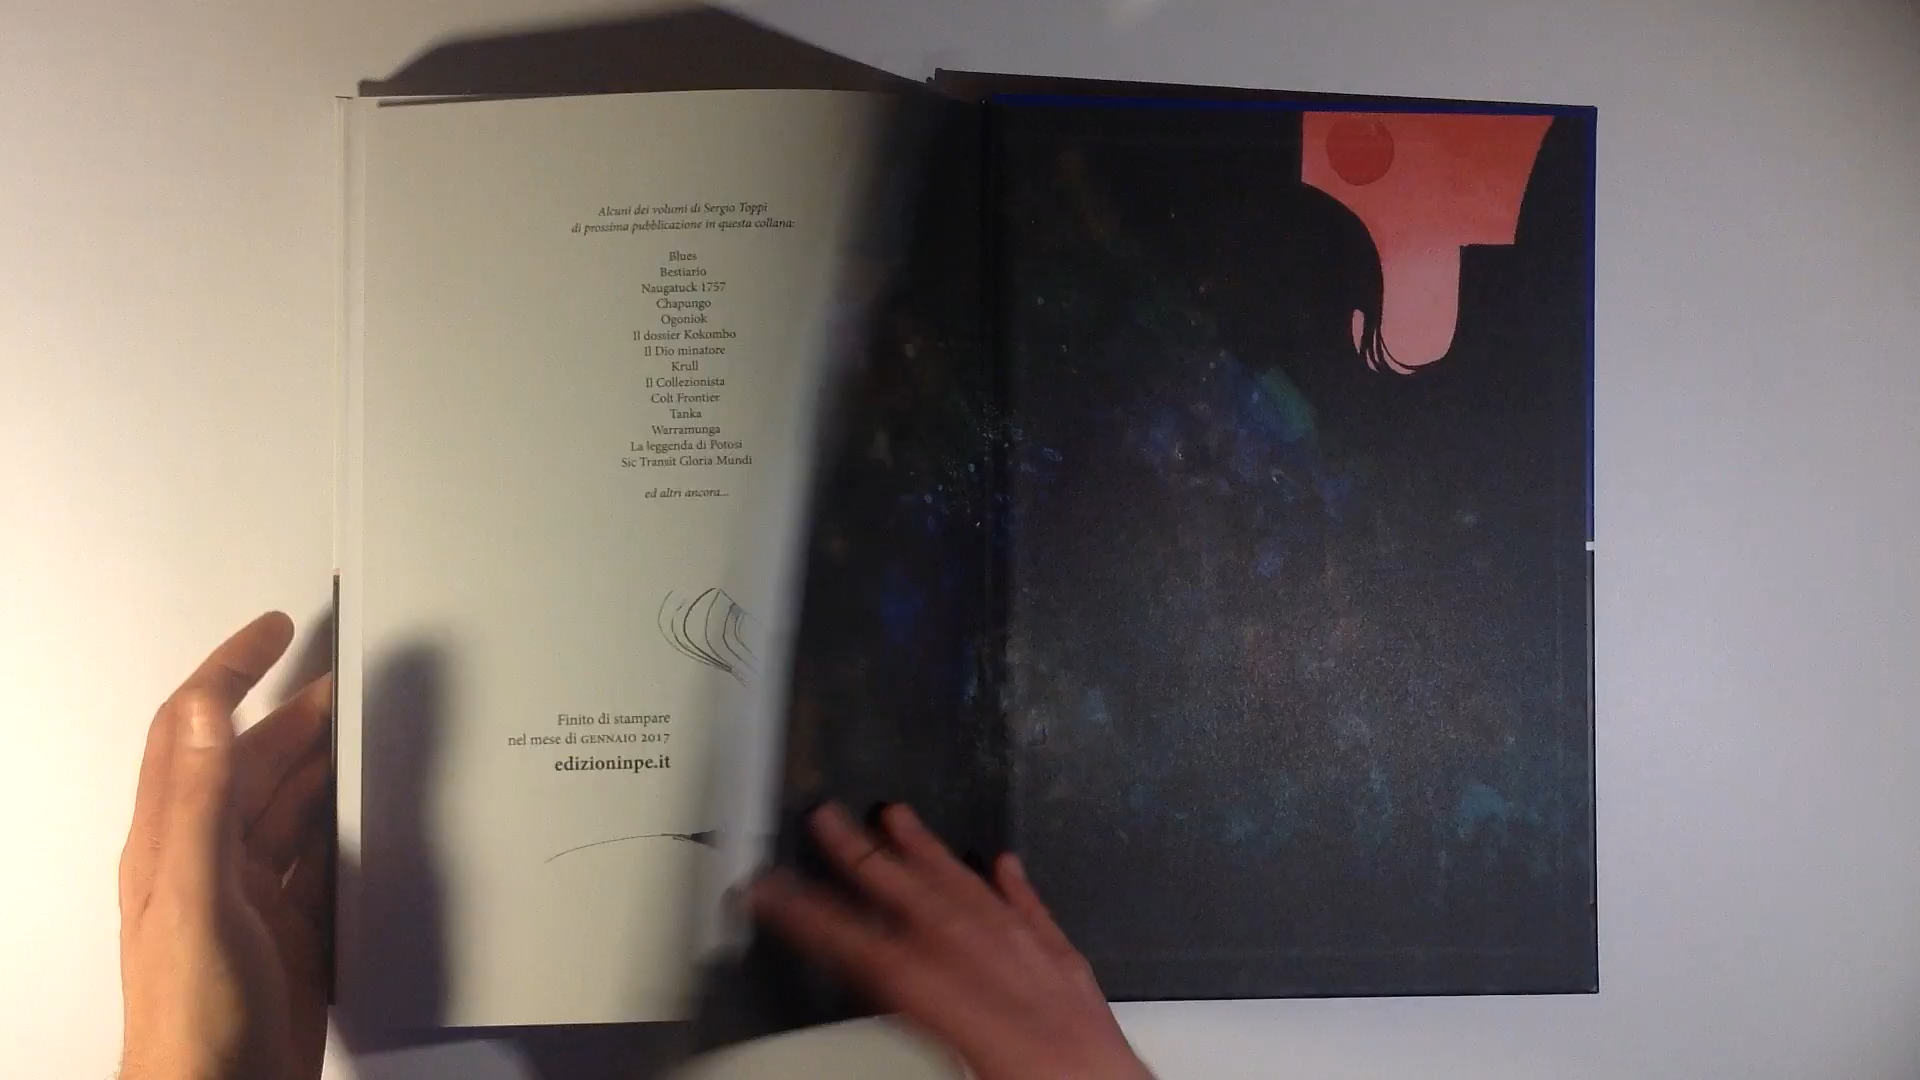 Alcuni dei volumi di Sergio Toppi
di prossima pubblicazione in questa collana:
Blues
Bestiario
Naugatuck 1757
Chapungo
Ogoniok
Il dossier Kokombo
Il Dio minatore
Krull
Il Collezionista
Colt Frontier
Tanka
Warramunga
La leggenda di Potosi
Sic Transit Gloria Mundi
ed altri ancora...
Finito di stampare
nel mese di GENNAIO 2017
edizioninpe.it